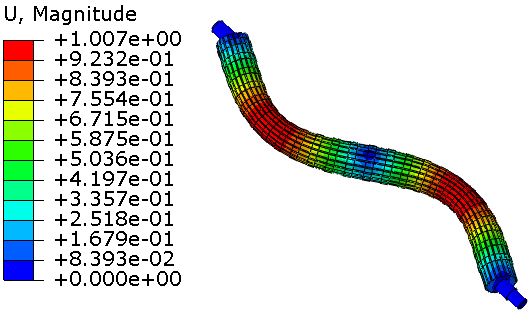 U, Magnitude
+1.007e+00
+9.232e-01
+8.393e-01
+7.554e-01
+6.715e-01
+5.875e-01
+5.036e-01
+4.197e-01
+3.357e-01
+2.518e-01
+1.679e-01
+8.393e-02
+0.000e+00